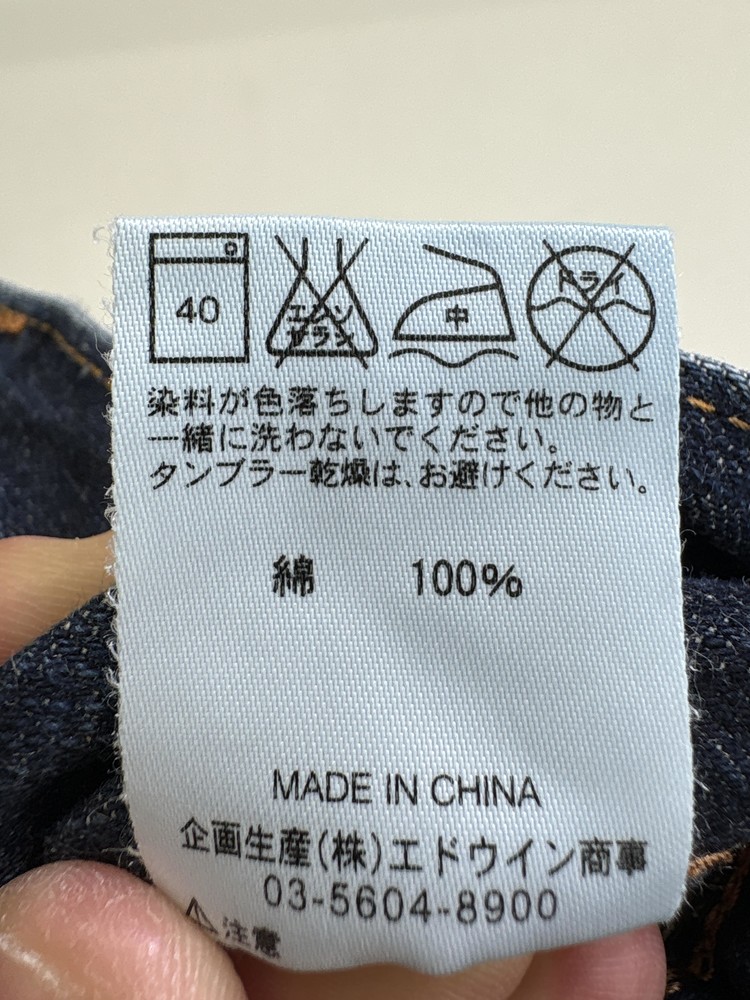 40
エンソ
サラシ
中
ドライ
染料が色落ちしますので他の物と
一緒に洗わないでください。
タンブラー乾燥は、お避けください。
綿 100%
MADE IN CHINA
企画生産(株)エドウイン商事
03-5604-8900
注意